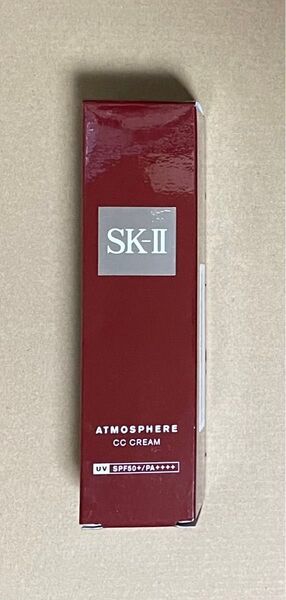 SK-II
ATMOSPHERE
CC CREAM
UV SPF50+/PA++++